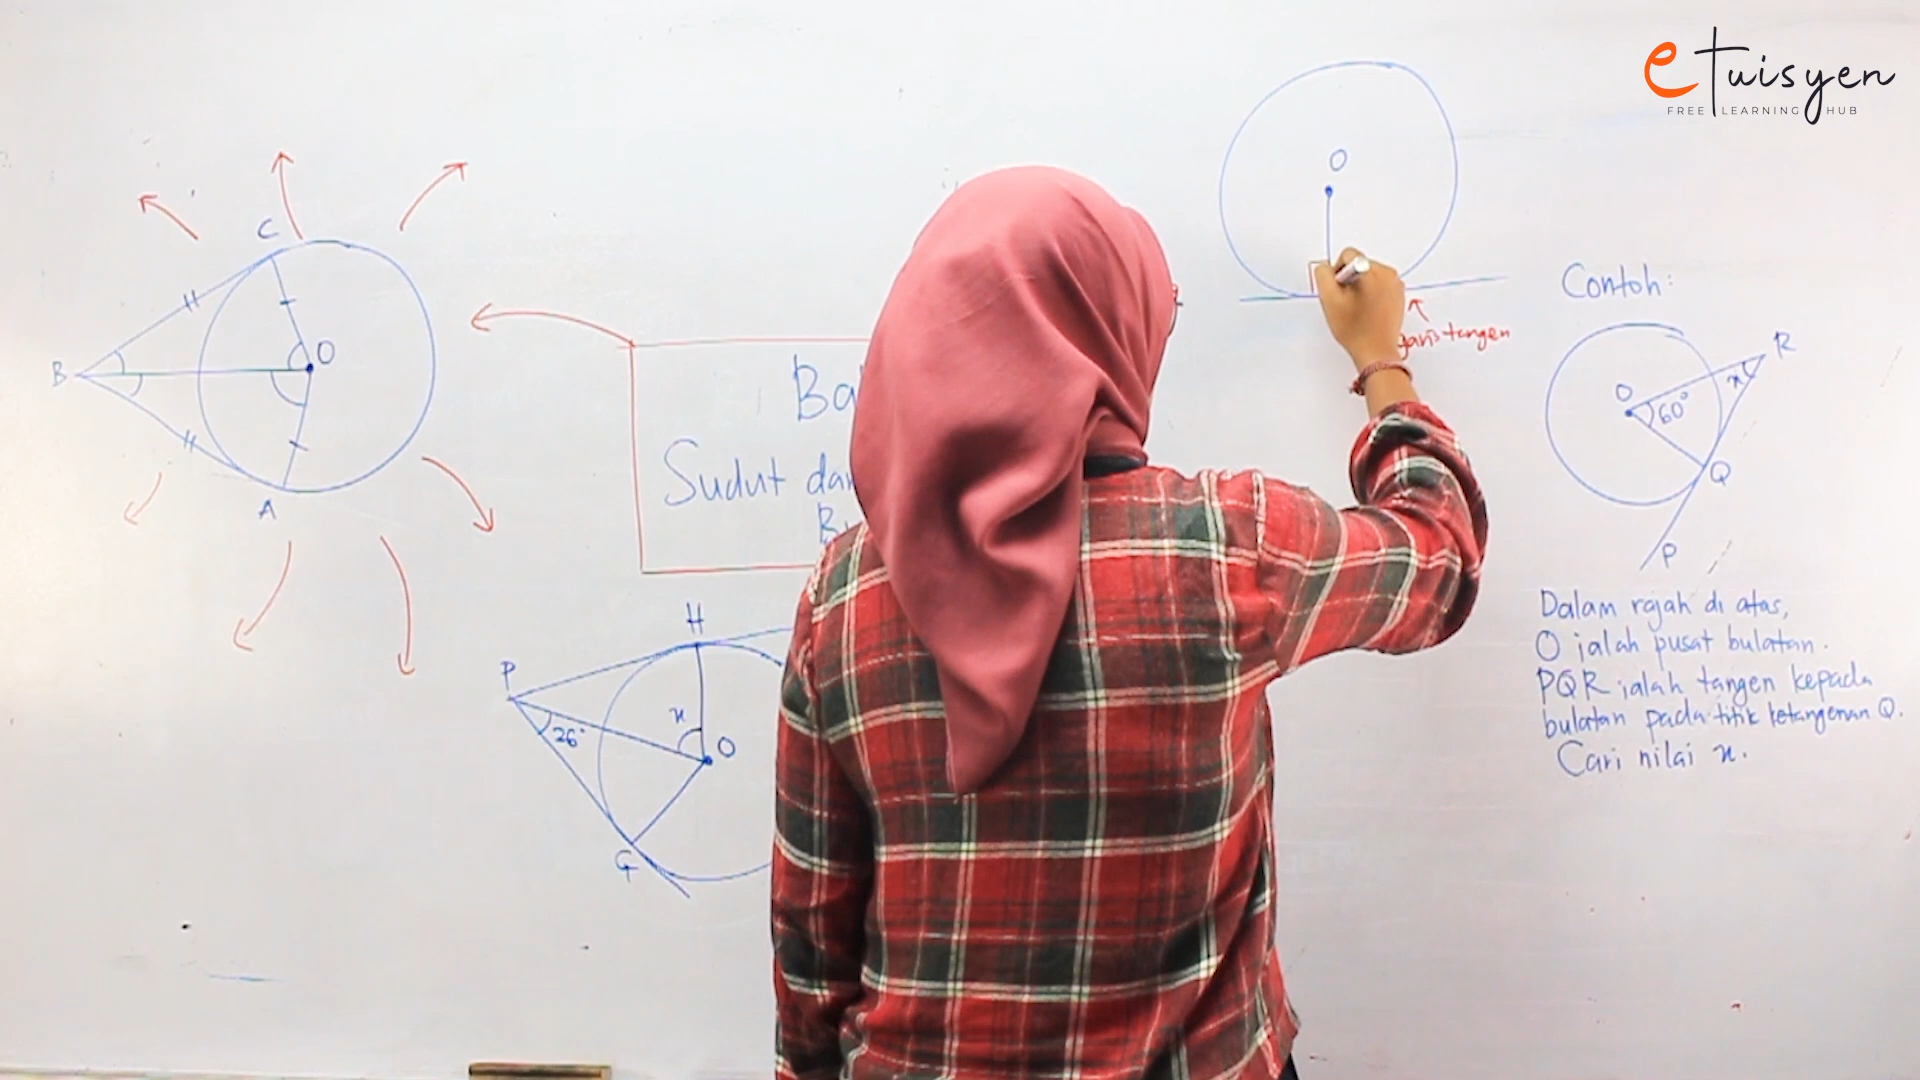 eTuisyen
FREE LEARNING HUB
C
B
O
A
Sudut
H
P
x
26°
O
G
O
garis tangen
Contoh:
R
O
60°
x
Q
P
Dalam rajah di atas,
O ialah pusat bulatan.
PQR ialah tangen kepada
bulatan pada titik ketangenan Q.
Cari nilai x.